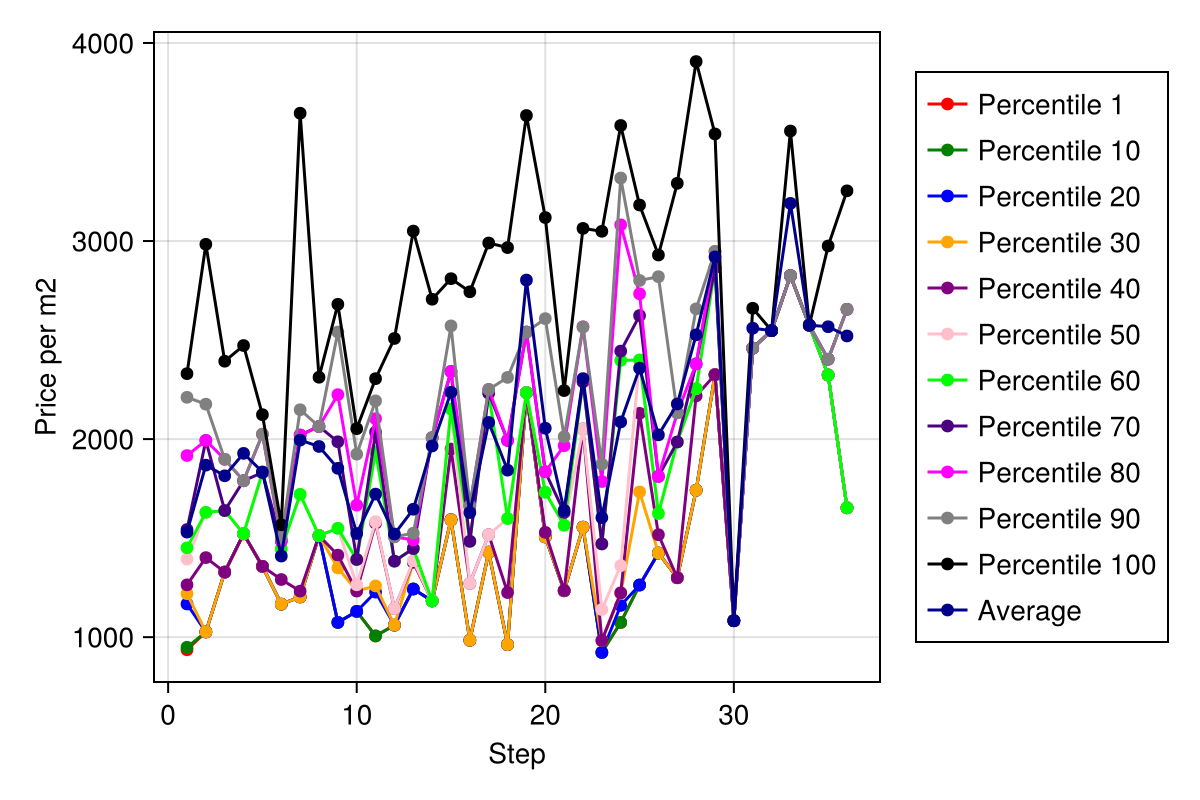 4000
3000
2000
1000
Price per m2
0
10
20
30
Step
Percentile 1
Percentile 10
Percentile 20
Percentile 30
Percentile 40
Percentile 50
Percentile 60
Percentile 70
Percentile 80
Percentile 90
Percentile 100
Average